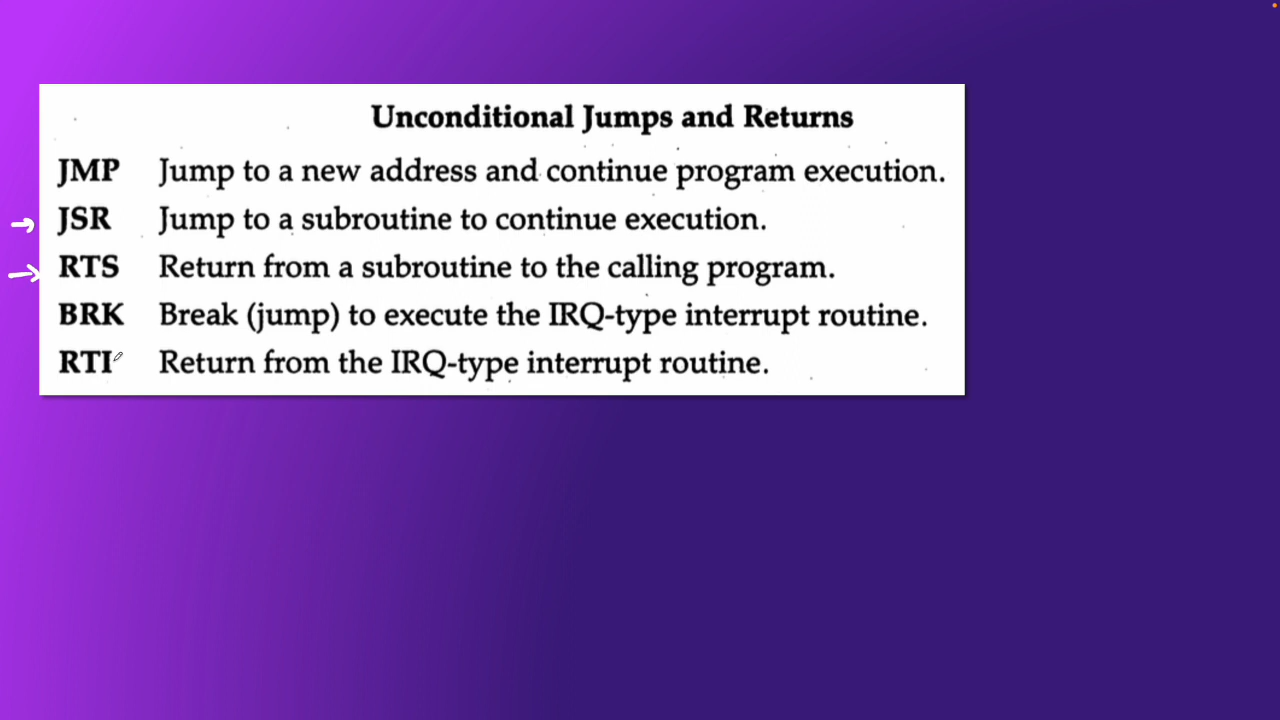 Unconditional Jumps and Returns
JMP Jump to a new address and continue program execution.
JSR Jump to a subroutine to continue execution.
RTS Return from a subroutine to the calling program.
BRK Break (jump) to execute the IRQ-type interrupt routine.
RTI Return from the IRQ-type interrupt routine.